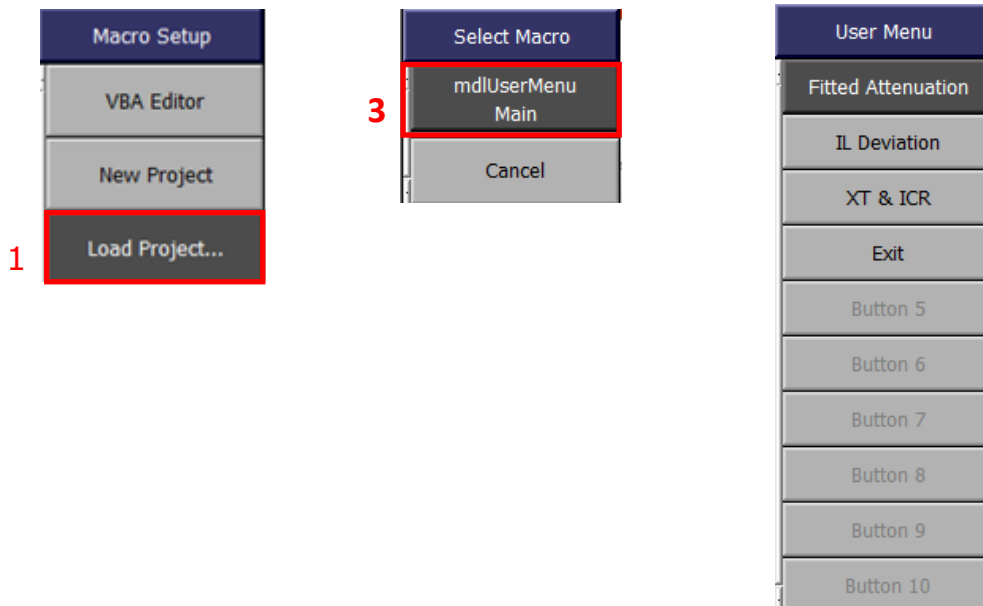 Macro Setup
VBA Editor
New Project
1
Load Project...
Select Macro
3
mdlUserMenu
Main
Cancel
User Menu
Fitted Attenuation
IL Deviation
XT & ICR
Exit
Button 5
Button 6
Button 7
Button 8
Button 9
Button 10